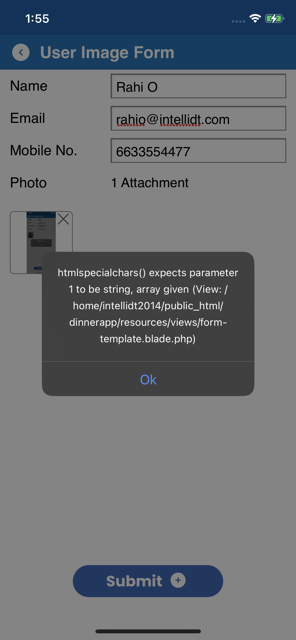 1:55
User Image Form
Name
Rahi O
Email
rahio@intellidt.com
Mobile No.
6633554477
Photo
1 Attachment
htmlspecialchars() expects parameter
1 to be string, array given (View: /
home/intellidt2014/public_html/
dinnerapp/resources/views/form-
template.blade.php)
Ok
Submit